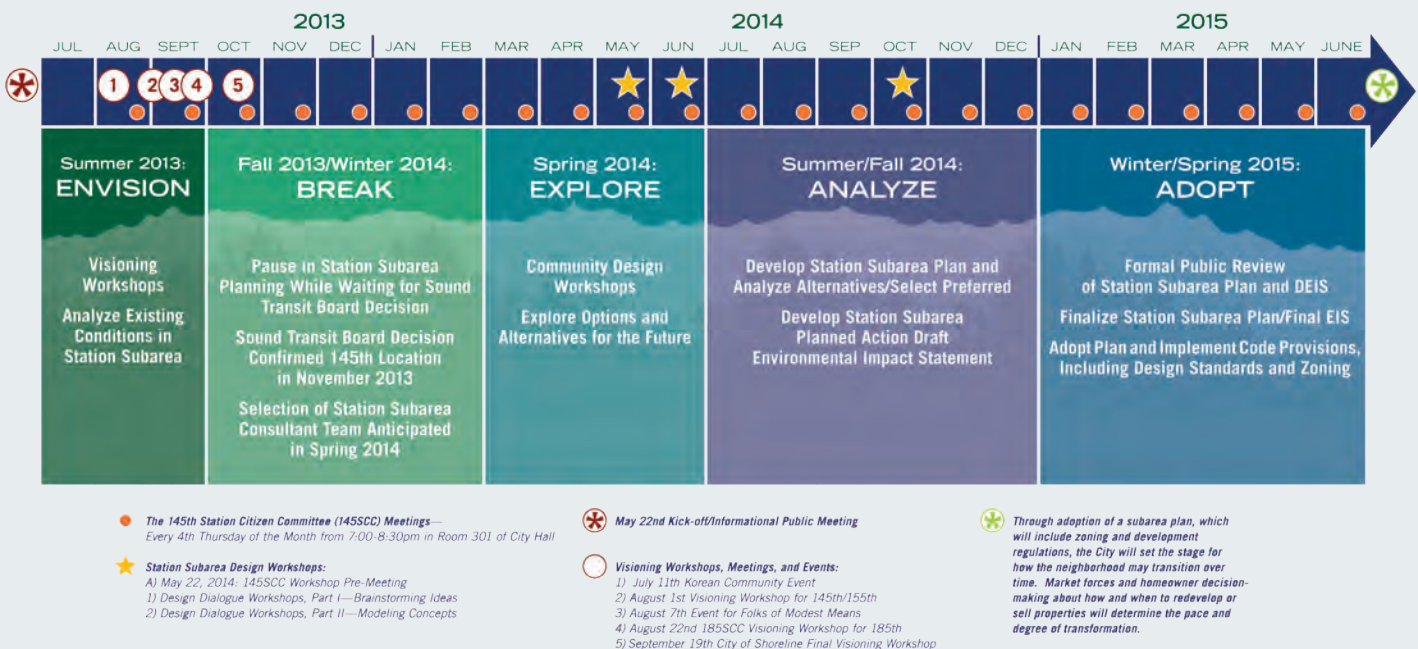 2013
2014
2015
JUL AUG SEPT OCT NOV DEC JAN FEB MAR APR MAY JUN JUL AUG SEP OCT NOV DEC JAN FEB MAR APR MAY JUNE
1 2 3 4 5
Summer 2013:
ENVISION
Visioning
Workshops
Analyze Existing
Conditions in
Station Subarea
Fall 2013/Winter 2014:
BREAK
Pause in Station Subarea
Planning While Waiting for Sound
Transit Board Decision
Sound Transit Board Decision
Confirmed 145th Location
in November 2013
Selection of Station Subarea
Consultant Team Anticipated
in Spring 2014
Spring 2014:
EXPLORE
Community Design
Workshops
Explore Options and
Alternatives for the Future
Summer/Fall 2014:
ANALYZE
Develop Station Subarea Plan and
Analyze Alternatives/Select Preferred
Develop Station Subarea
Planned Action Draft
Environmental Impact Statement
Winter/Spring 2015:
ADOPT
Formal Public Review
of Station Subarea Plan and DEIS
Finalize Station Subarea Plan/Final EIS
Adopt Plan and Implement Code Provisions,
Including Design Standards and Zoning
The 145th Station Citizen Committee (145SCC) Meetings—
Every 4th Thursday of the Month from 7:00-8:30pm in Room 301 of City Hall
Station Subarea Design Workshops:
A) May 22, 2014: 145SCC Workshop Pre-Meeting
1) Design Dialogue Workshops, Part I—Brainstorming Ideas
2) Design Dialogue Workshops, Part II—Modeling Concepts
May 22nd Kick-off/Informational Public Meeting
Visioning Workshops, Meetings, and Events:
1) July 11th Korean Community Event
2) August 1st Visioning Workshop for 145th/155th
3) August 7th Event for Folks of Modest Means
4) August 22nd 185SCC Visioning Workshop for 185th
5) September 19th City of Shoreline Final Visioning Workshop
Through adoption of a subarea plan, which
will include zoning and development
regulations, the City will set the stage for
how the neighborhood may transition over
time. Market forces and homeowner decision-
making about how and when to redevelop or
sell properties will determine the pace and
degree of transformation.